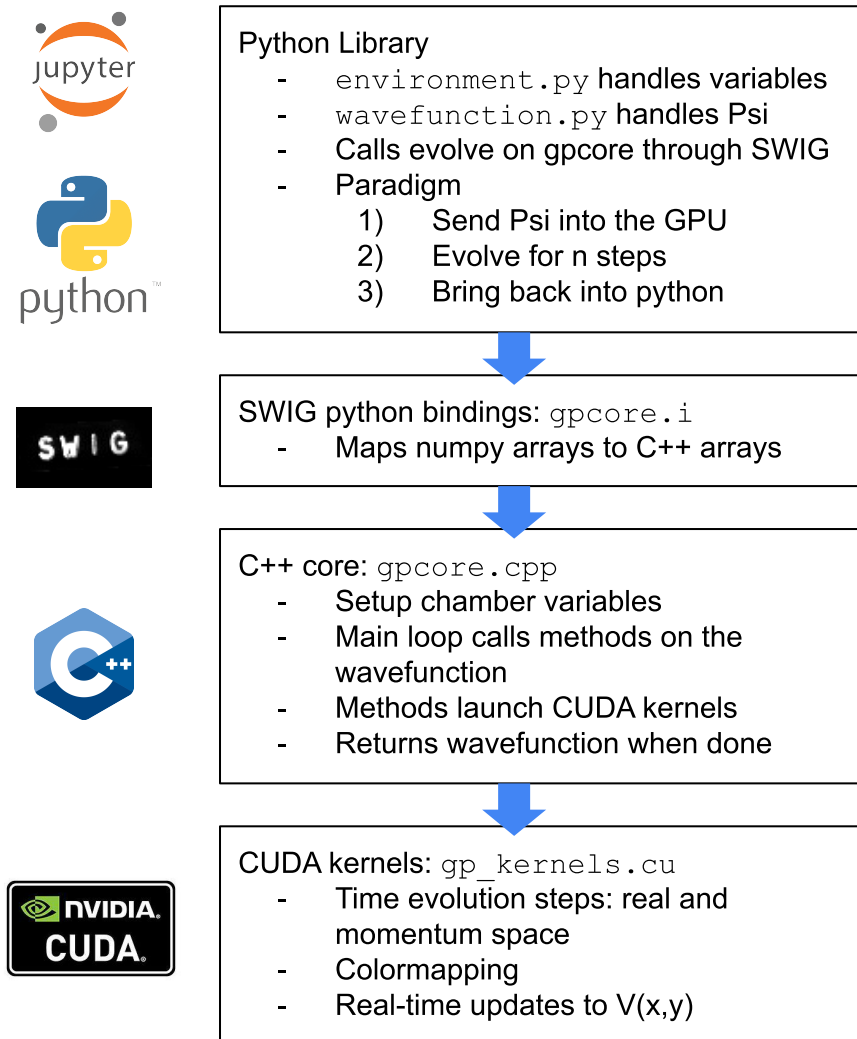 jupyter
Python Library
- environment.py handles variables
- wavefunction.py handles Psi
- Calls evolve on gpcore through SWIG
- Paradigm
1) Send Psi into the GPU
2) Evolve for n steps
3) Bring back into python
python™
SWIG python bindings: gpcore.i
- Maps numpy arrays to C++ arrays
SWIG
C++ core: gpcore.cpp
- Setup chamber variables
- Main loop calls methods on the
wavefunction
- Methods launch CUDA kernels
- Returns wavefunction when done
C++
CUDA kernels: gp_kernels.cu
- Time evolution steps: real and
momentum space
- Colormapping
- Real-time updates to V(x,y)
NVIDIA.
CUDA.